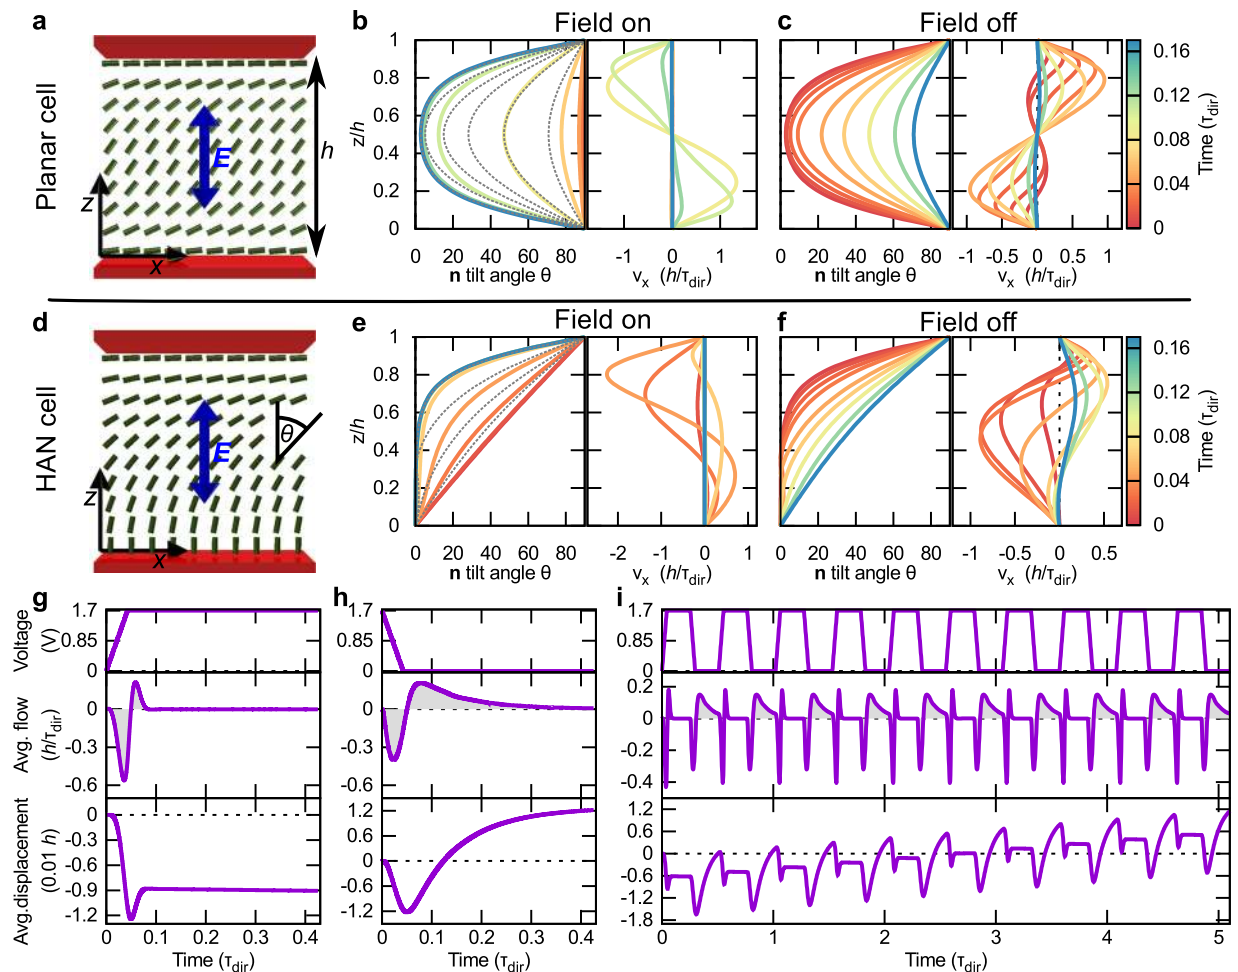 a
Planar cell
E
h
z
x
b
Field on
1
0.8
0.6
0.4
0.2
0
z/h
0 20 40 60 80
n tilt angle θ
-1 0 1
vx (h/τdir)
c
Field off
0 20 40 60 80
n tilt angle θ
-1 -0.5 0 0.5 1
vx (h/τdir)
0.16
0.12
0.08
0.04
0
Time (τdir)
d
HAN cell
E
θ
z
x
e
Field on
1
0.8
0.6
0.4
0.2
0
z/h
0 20 40 60 80
n tilt angle θ
-2 -1 0 1
vx (h/τdir)
f
Field off
0 20 40 60 80
n tilt angle θ
-1 -0.5 0 0.5
vx (h/τdir)
0.16
0.12
0.08
0.04
0
Time (τdir)
g
Voltage
(V)
1.7
0.85
0
Avg. flow
(h/τdir)
0
-0.3
-0.6
Avg.displacement
(0.01 h)
0
-0.3
-0.6
-0.9
-1.2
0 0.1 0.2 0.3 0.4
Time (τdir)
h
1.7
0.85
0
0
-0.3
-0.6
1.2
0.6
0
-0.6
-1.2
0 0.1 0.2 0.3 0.4
Time (τdir)
i
1.7
0.85
0
0.2
0
-0.2
-0.4
1.2
0.6
0
-0.6
-1.2
-1.8
0 1 2 3 4 5
Time (τdir)